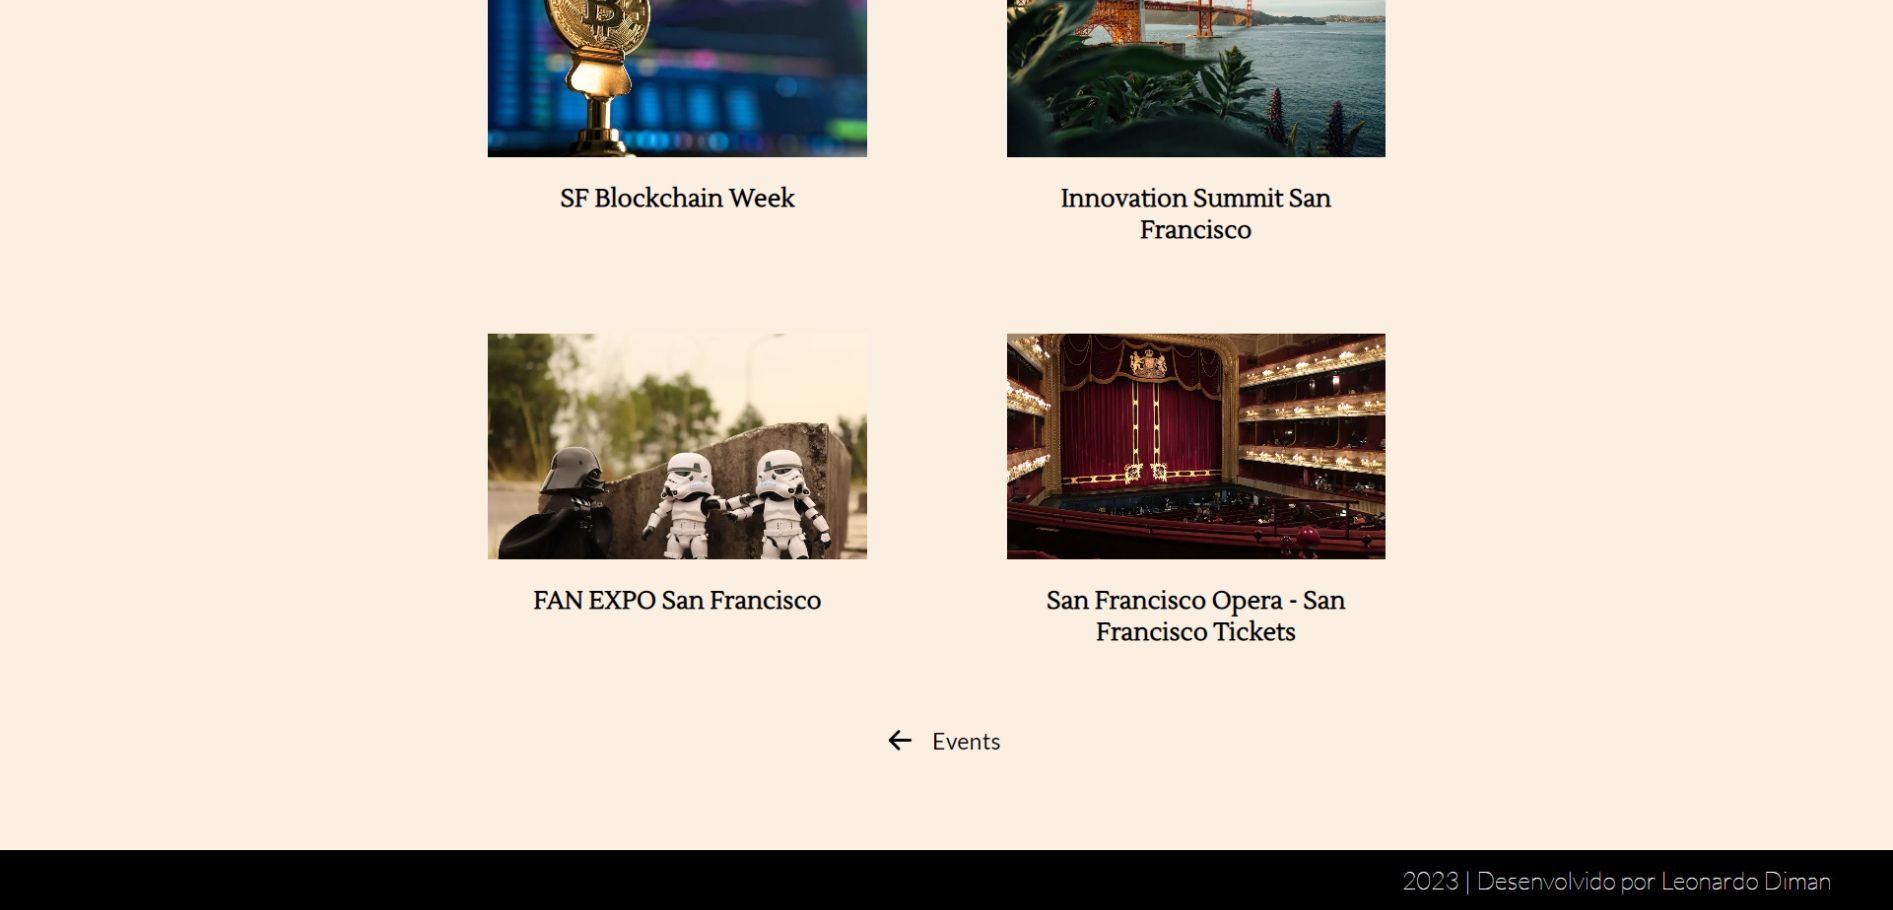 SF Blockchain Week
Innovation Summit San
Francisco
FAN EXPO San Francisco
San Francisco Opera - San
Francisco Tickets
← Events
2023 | Desenvolvido por Leonardo Diman